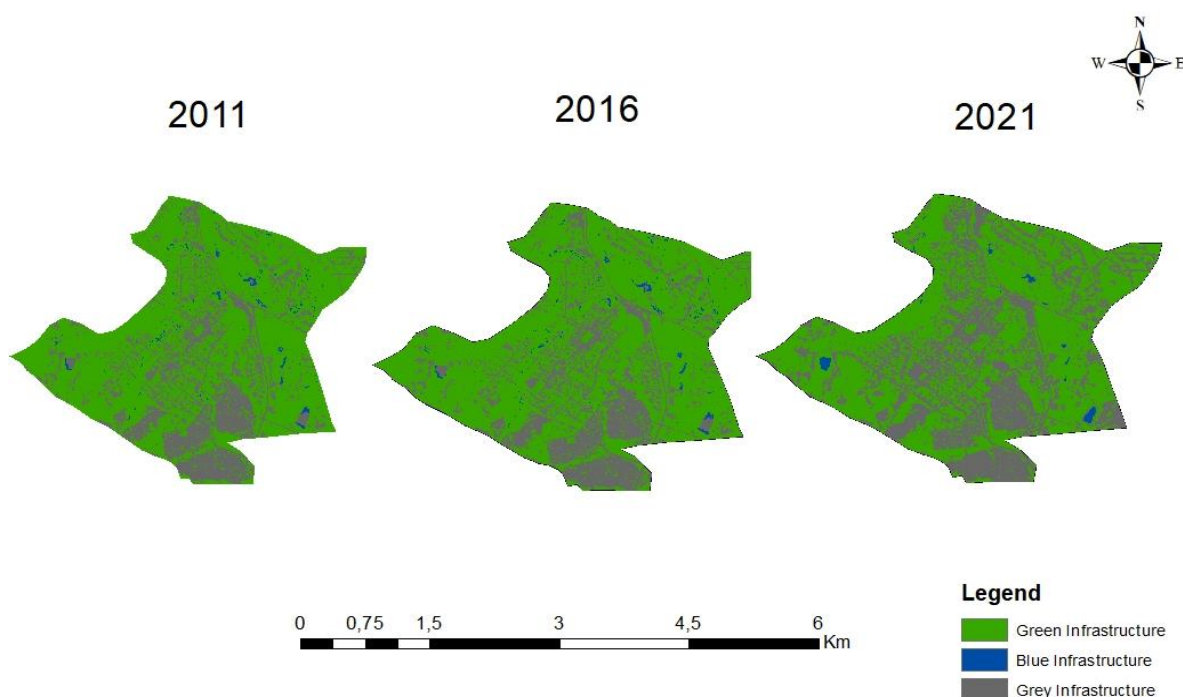 N
W E
S
2011 2016 2021
0 0,75 1,5 3 4,5 6
Km
Legend
Green Infrastructure
Blue Infrastructure
Grey Infrastructure